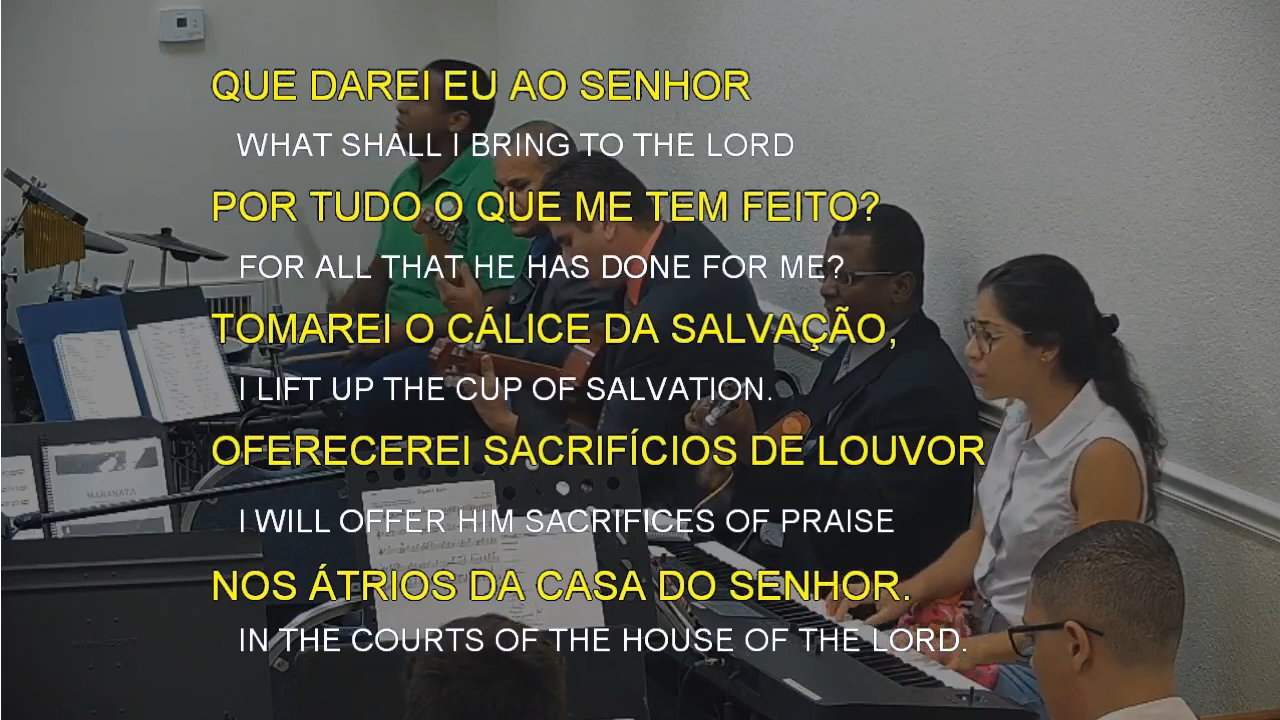 QUE DAREI EU AO SENHOR
WHAT SHALL I BRING TO THE LORD
POR TUDO O QUE ME TEM FEITO?
FOR ALL THAT HE HAS DONE FOR ME?
TOMAREI O CÁLICE DA SALVAÇÃO,
I LIFT UP THE CUP OF SALVATION.
OFERECEREI SACRIFÍCIOS DE LOUVOR
MARANATA
I WILL OFFER HIM SACRIFICES OF PRAISE
NOS ÁTRIOS DA CASA DO SENHOR.
IN THE COURTS OF THE HOUSE OF THE LORD.